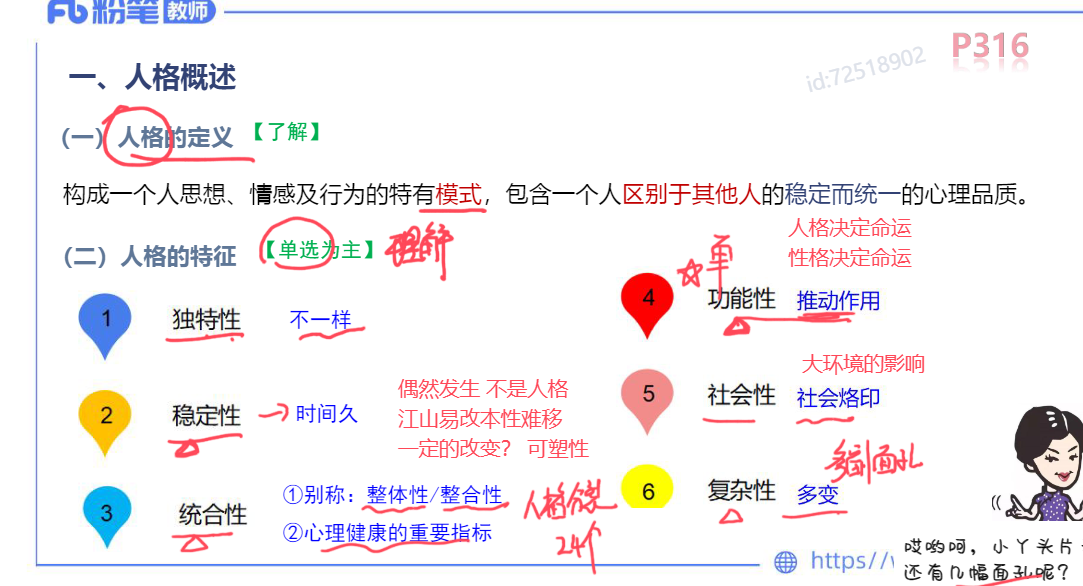 粉笔教师
P316
id:72518902
一、人格概述
(一)人格的定义 【了解】
构成一个人思想、情感及行为的特有模式，包含一个人区别于其他人的稳定而统一的心理品质。
(二)人格的特征 【单选为主】 理解
人格决定命运
性格决定命运
单
1 独特性 不一样
4 功能性 推动作用
大环境的影响
2 稳定性 时间久
偶然发生 不是人格
江山易改本性难移
一定的改变？ 可塑性
5 社会性 社会烙印
多副面孔
3 统合性
①别称：整体性/整合性
②心理健康的重要指标
人格分裂
24个
6 复杂性 多变
哎哟呵，小丫头片
还有几幅面孔呢？
https://